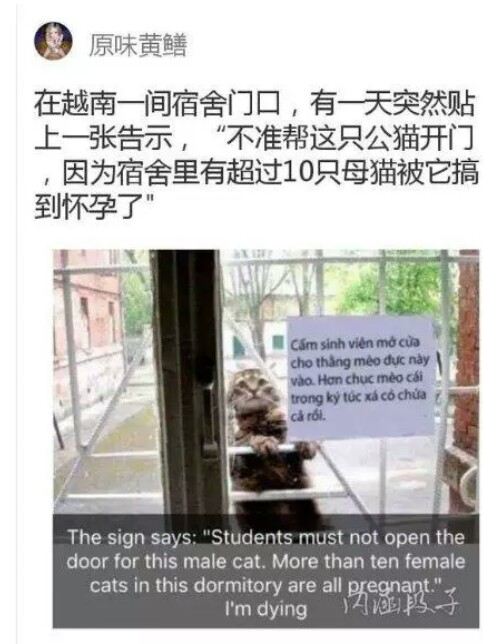 原味黄鳝
在越南一间宿舍门口，有一天突然贴
上一张告示，“不准帮这只公猫开门
，因为宿舍里有超过10只母猫被它搞
到怀孕了"
Cấm sinh viên mở cửa
cho thằng mèo đực này
vào. Hơn chục mèo cái
trong ký túc xá có chửa
cả rồi.
The sign says: "Students must not open the
door for this male cat. More than ten female
cats in this dormitory are all pregnant."
I'm dying
内涵段子